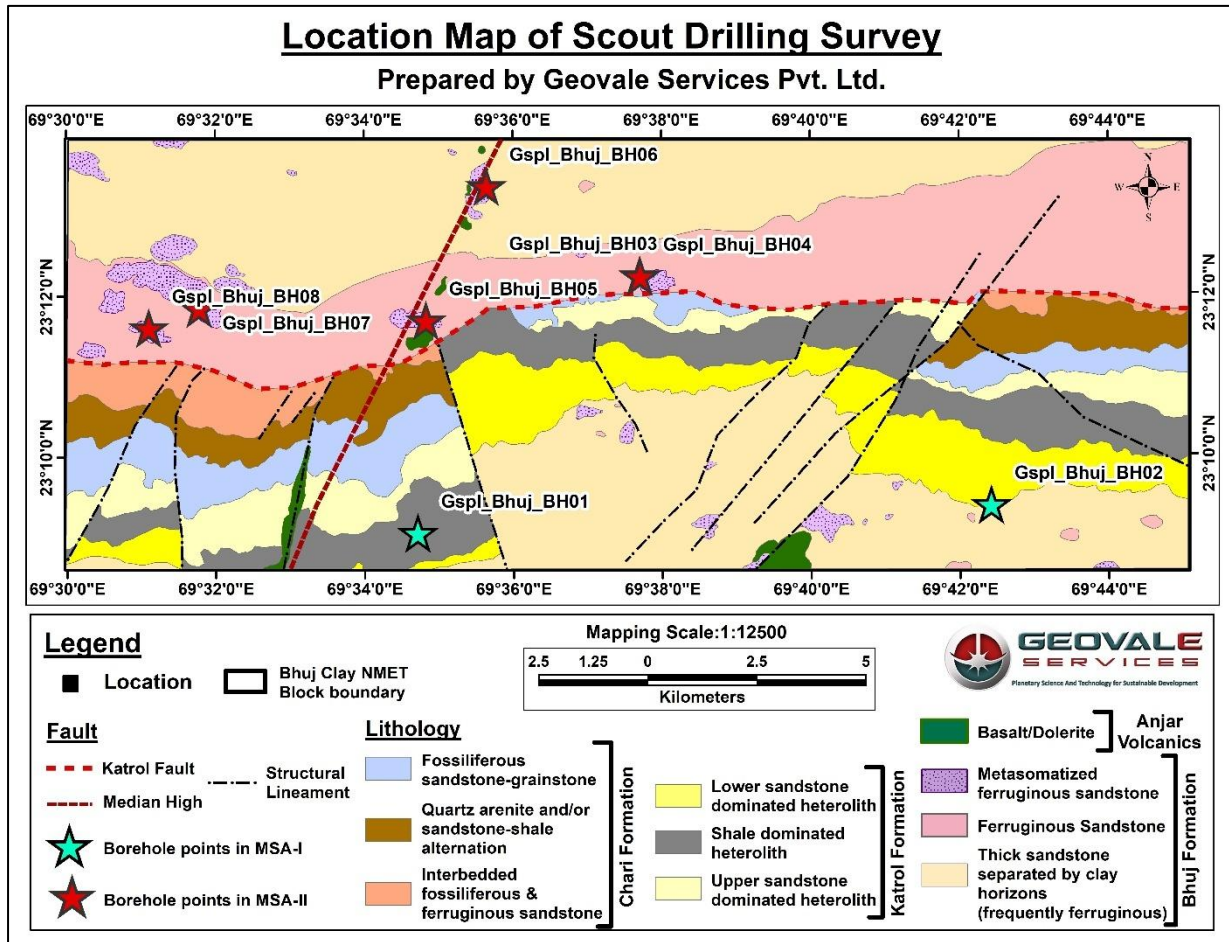 Location Map of Scout Drilling Survey
Prepared by Geovale Services Pvt. Ltd.
69°30'0"E 69°32'0"E 69°34'0"E 69°36'0"E 69°38'0"E 69°40'0"E 69°42'0"E 69°44'0"E
Gspl_Bhuj_BH06
N
W E
S
Gspl_Bhuj_BH03 Gspl_Bhuj_BH04
23°12'0"N 23°12'0"N
Gspl_Bhuj_BH08 Gspl_Bhuj_BH05
Gspl_Bhuj_BH07
23°10'0"N 23°10'0"N
Gspl_Bhuj_BH02
Gspl_Bhuj_BH01
69°30'0"E 69°32'0"E 69°34'0"E 69°36'0"E 69°38'0"E 69°40'0"E 69°42'0"E 69°44'0"E
Legend
Location
Bhuj Clay NMET
Block boundary
Mapping Scale:1:12500
2.5 1.25 0 2.5 5
Kilometers
GEOVALE
SERVICES
Planetary Science And Technology for Sustainable Development
Fault
Katrol Fault
Structural
Lineament
Median High
Borehole points in MSA-I
Borehole points in MSA-II
Lithology
Fossiliferous
sandstone-grainstone
Quartz arenite and/or
sandstone-shale
alternation
Interbedded
fossiliferous &
ferruginous sandstone
Chari Formation
Lower sandstone
dominated heterolith
Shale dominated
heterolith
Upper sandstone
dominated heterolith
Katrol Formation
Basalt/Dolerite
Anjar
Volcanics
Metasomatized
ferruginous sandstone
Ferruginous Sandstone
Thick sandstone
separated by clay
horizons
(frequently ferruginous)
Bhuj Formation